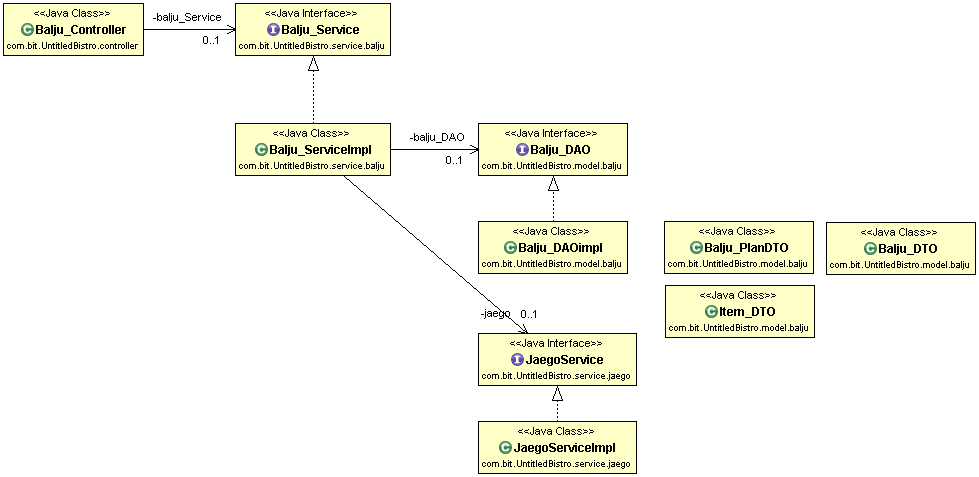 <<Java Class>>
Balju_Controller
com.bit.UntitledBistro.controller
-balju_Service
0..1
<<Java Interface>>
Balju_Service
com.bit.UntitledBistro.service.balju
<<Java Class>>
Balju_ServiceImpl
com.bit.UntitledBistro.service.balju
-balju_DAO
0..1
<<Java Interface>>
Balju_DAO
com.bit.UntitledBistro.model.balju
<<Java Class>>
Balju_DAOimpl
com.bit.UntitledBistro.model.balju
<<Java Class>>
Balju_PlanDTO
com.bit.UntitledBistro.model.balju
<<Java Class>>
Balju_DTO
com.bit.UntitledBistro.model.balju
<<Java Class>>
Item_DTO
com.bit.UntitledBistro.model.balju
-jaego
0..1
<<Java Interface>>
JaegoService
com.bit.UntitledBistro.service.jaego
<<Java Class>>
JaegoServiceImpl
com.bit.UntitledBistro.service.jaego